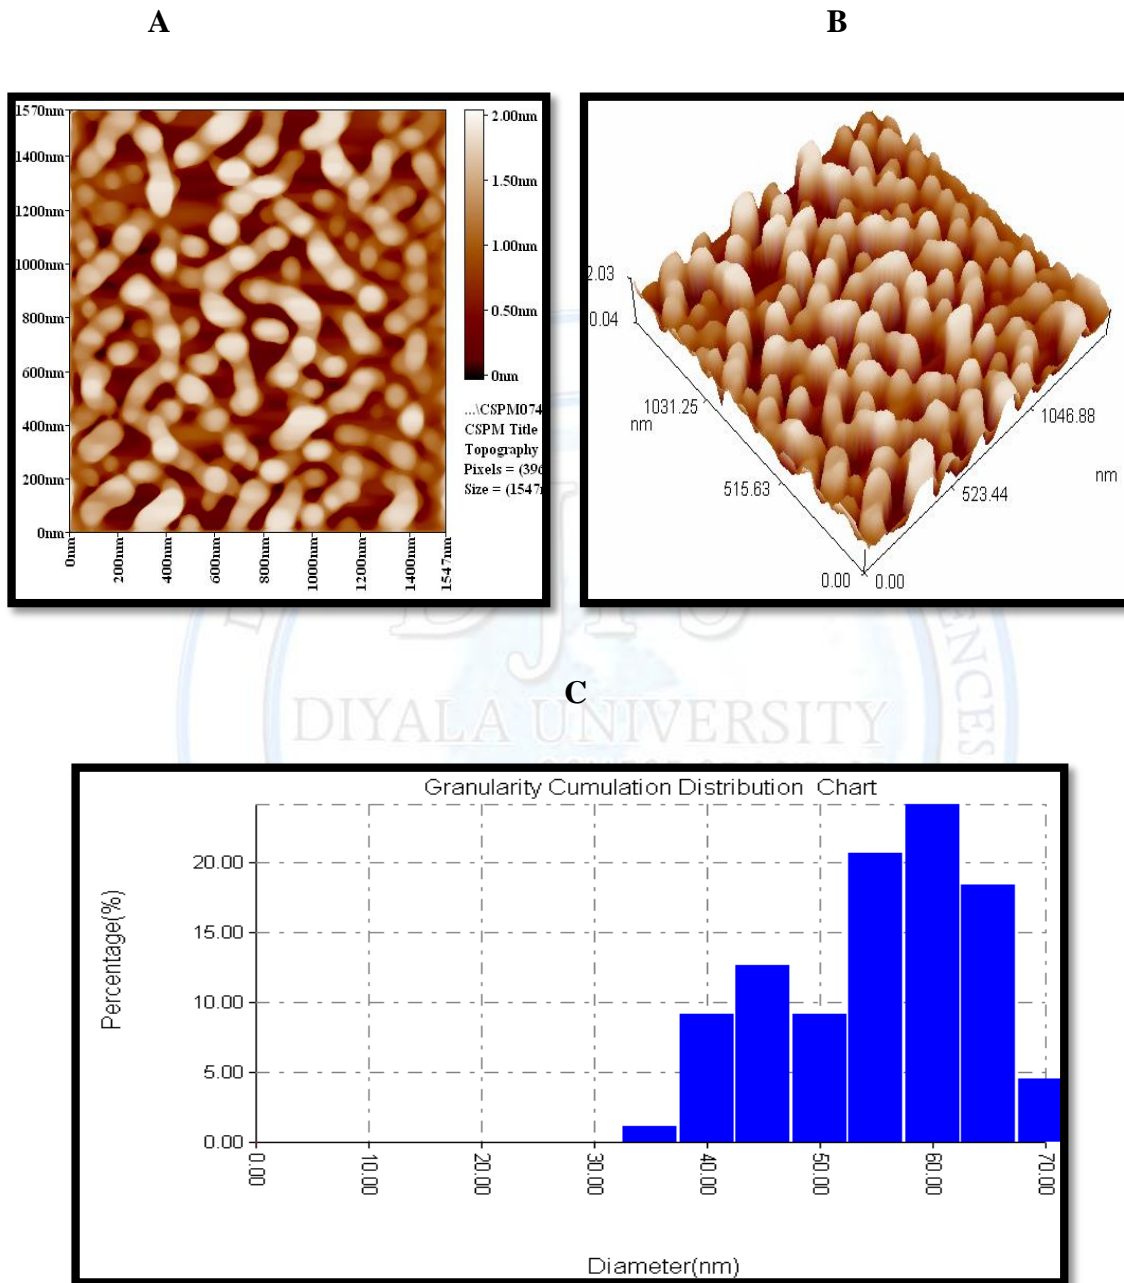 A
B
1570nm
1400nm
1200nm
1000nm
800nm
600nm
400nm
200nm
0nm
0nm
200nm
400nm
600nm
800nm
1000nm
1200nm
1400nm
1547nm
2.00nm
1.50nm
1.00nm
0.50nm
0nm
...\CSPM074
CSPM Title
Topography
Pixels = (396
Size = (1547n
2.03
0.04
1031.25
nm
515.63
0.00
0.00
523.44
1046.88
nm
C
DIYALA UNIVERSITY
Granularity Cumulation Distribution Chart
Percentage(%)
20.00
15.00
10.00
5.00
0.00
0.00
10.00
20.00
30.00
40.00
50.00
60.00
70.00
Diameter(nm)